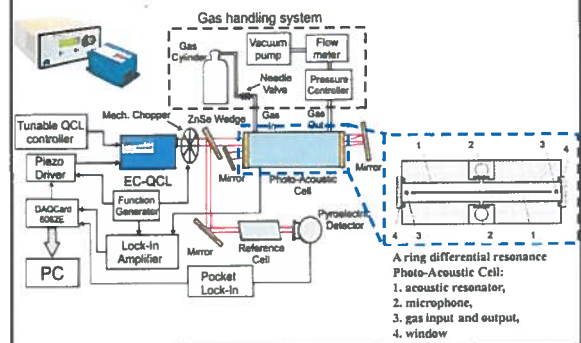 Gas handling system
Gas
Cylinder
Vacuum
pump
Flow
meter
Needle
Valve
Pressure
Controller
Mech. Chopper
ZnSe Wedge
Gas
In
Gas
Out
Tunable QCL
controller
Piezo
Driver
EC-QCL
Mirror
Photo-Acoustic
Cell
Mirror
Function
Generator
DAQCard
6062E
Lock-In
Amplifier
PC
Mirror
Reference
Cell
Pyroelectric
Detector
Pocket
Lock-In
1
2
3
4
4
3
2
1
A ring differential resonance
Photo-Acoustic Cell:
1. acoustic resonator,
2. microphone,
3. gas input and output,
4. window